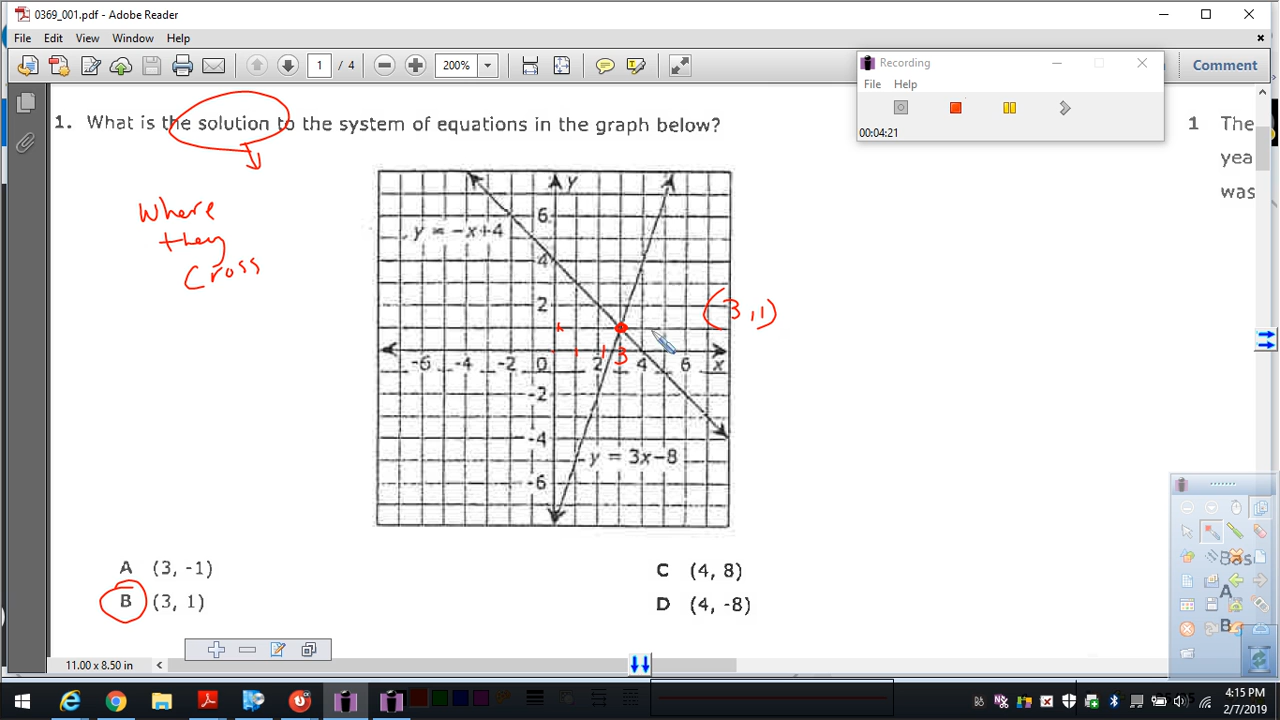 0369_001.pdf - Adobe Reader
File Edit View Window Help
1 / 4 200% Comment
Recording
File Help
00:04:21
1. What is the solution to the system of equations in the graph below?
Where
they
Cross
y
6
y = -x+4
4
2
(3,1)
-6 -4 -2 0 2 3 4 6 x
-2
-4
y = 3x-8
-6
A (3, -1)
B (3, 1)
C (4, 8)
D (4, -8)
1 The
yea
was
Bas
A
B
11.00 x 8.50 in
4:15 PM
2/7/2019